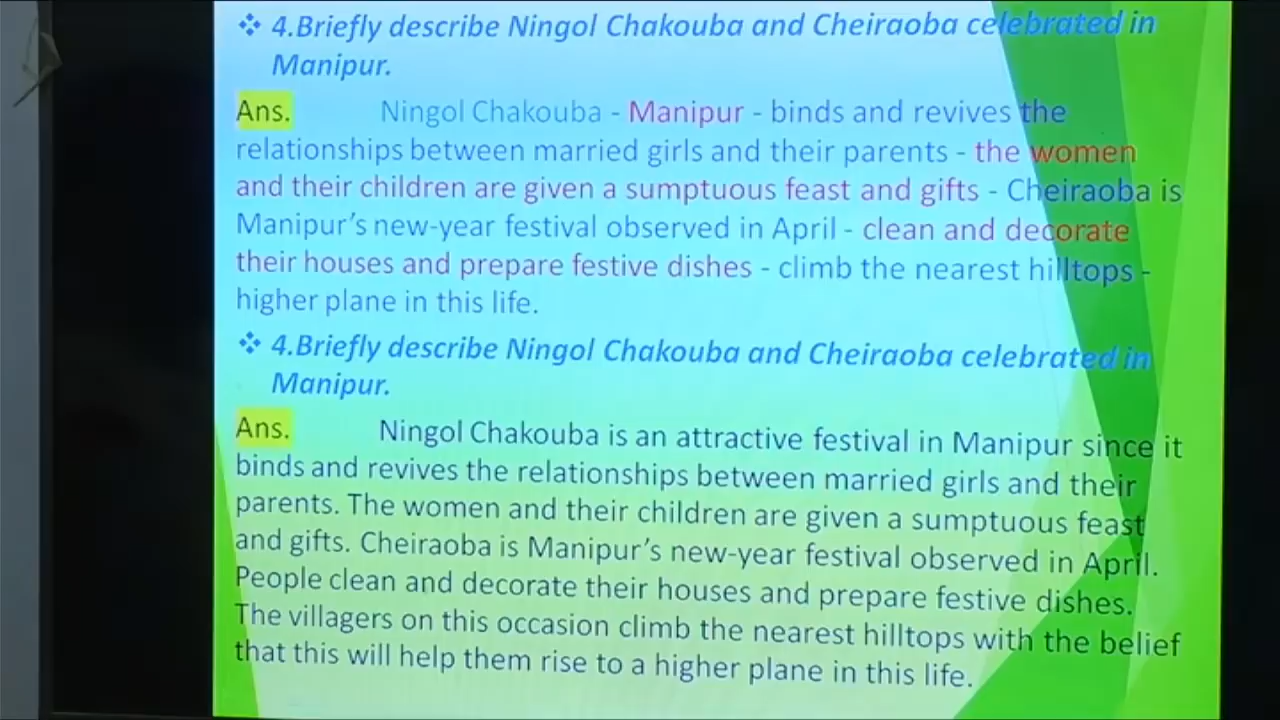 ❖ 4.Briefly describe Ningol Chakouba and Cheiraoba celebrated in
Manipur.
Ans. Ningol Chakouba - Manipur - binds and revives the
relationships between married girls and their parents - the women
and their children are given a sumptuous feast and gifts - Cheiraoba is
Manipur's new-year festival observed in April - clean and decorate
their houses and prepare festive dishes - climb the nearest hilltops -
higher plane in this life.
❖ 4.Briefly describe Ningol Chakouba and Cheiraoba celebrated in
Manipur.
Ans. Ningol Chakouba is an attractive festival in Manipur since it
binds and revives the relationships between married girls and their
parents. The women and their children are given a sumptuous feast
and gifts. Cheiraoba is Manipur's new-year festival observed in April.
People clean and decorate their houses and prepare festive dishes.
The villagers on this occasion climb the nearest hilltops with the belief
that this will help them rise to a higher plane in this life.